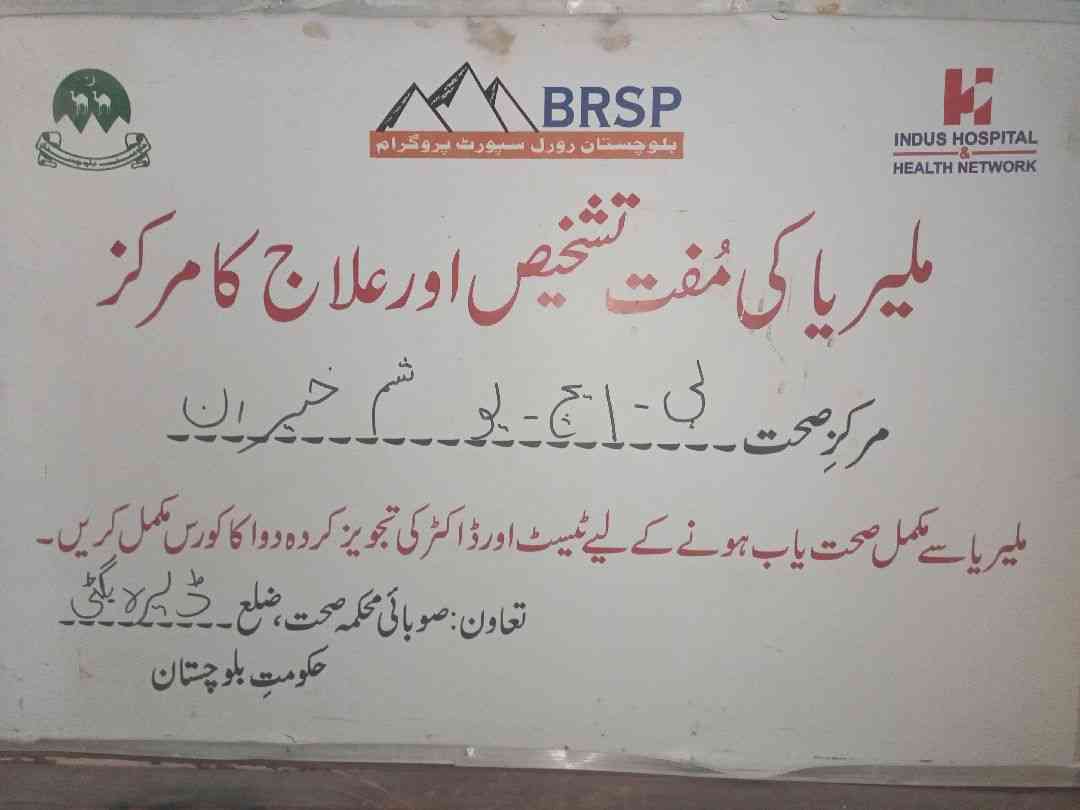 BRSP
بلوچستان رورل سپورٹ پروگرام
INDUS HOSPITAL
&
HEALTH NETWORK
ملیریا کی مُفت تشخیص اور علاج کا مرکز
مرکزِ صحت بی - ایچ - یو شم خیران
ملیریا سے مکمل صحت یاب ہونے کے لیے ٹیسٹ اور ڈاکٹر کی تجویز کردہ دوا کا کورس مکمل کریں۔
تعاون: صوبائی محکمہ صحت، ضلع ڈیرہ بگٹی
حکومتِ بلوچستان